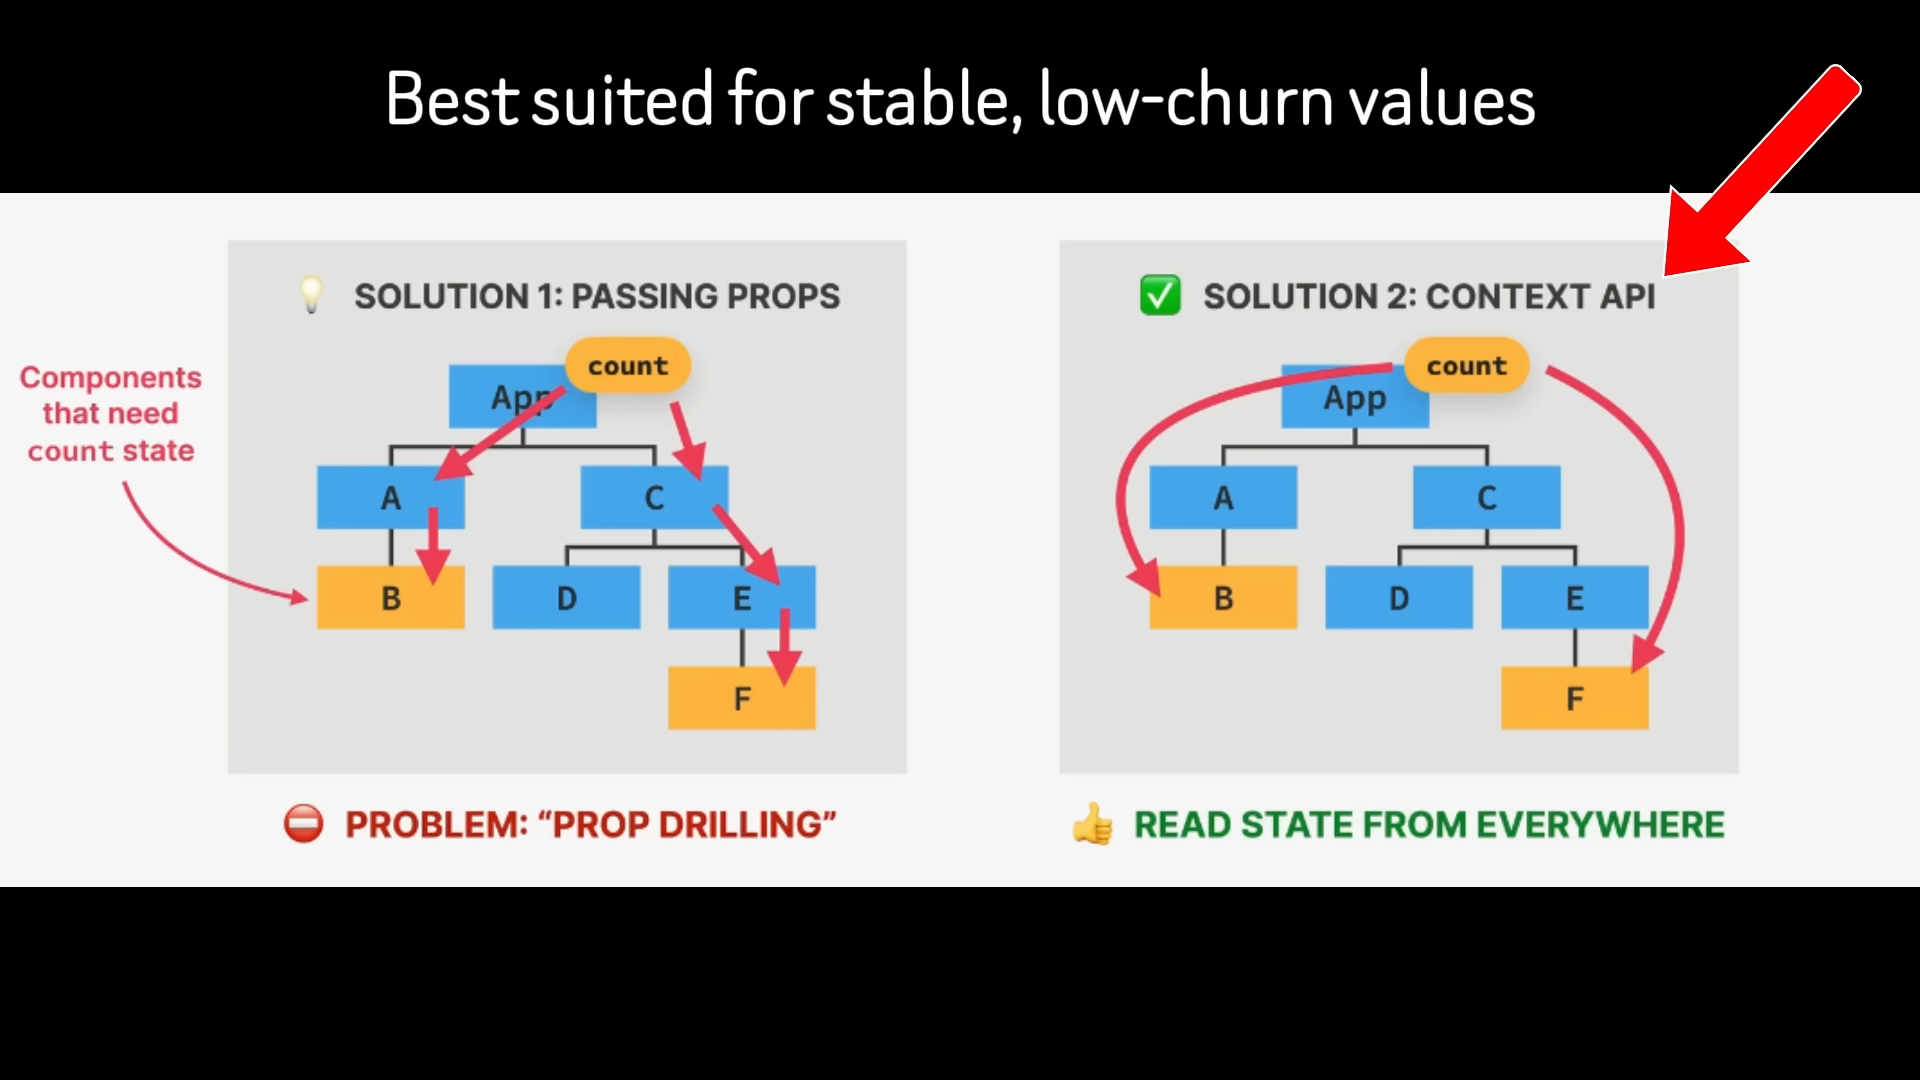 Best suited for stable, low-churn values
SOLUTION 1: PASSING PROPS
count
App
Components
that need
count state
A
C
B
D
E
F
PROBLEM: “PROP DRILLING”
SOLUTION 2: CONTEXT API
count
App
A
C
B
D
E
F
READ STATE FROM EVERYWHERE